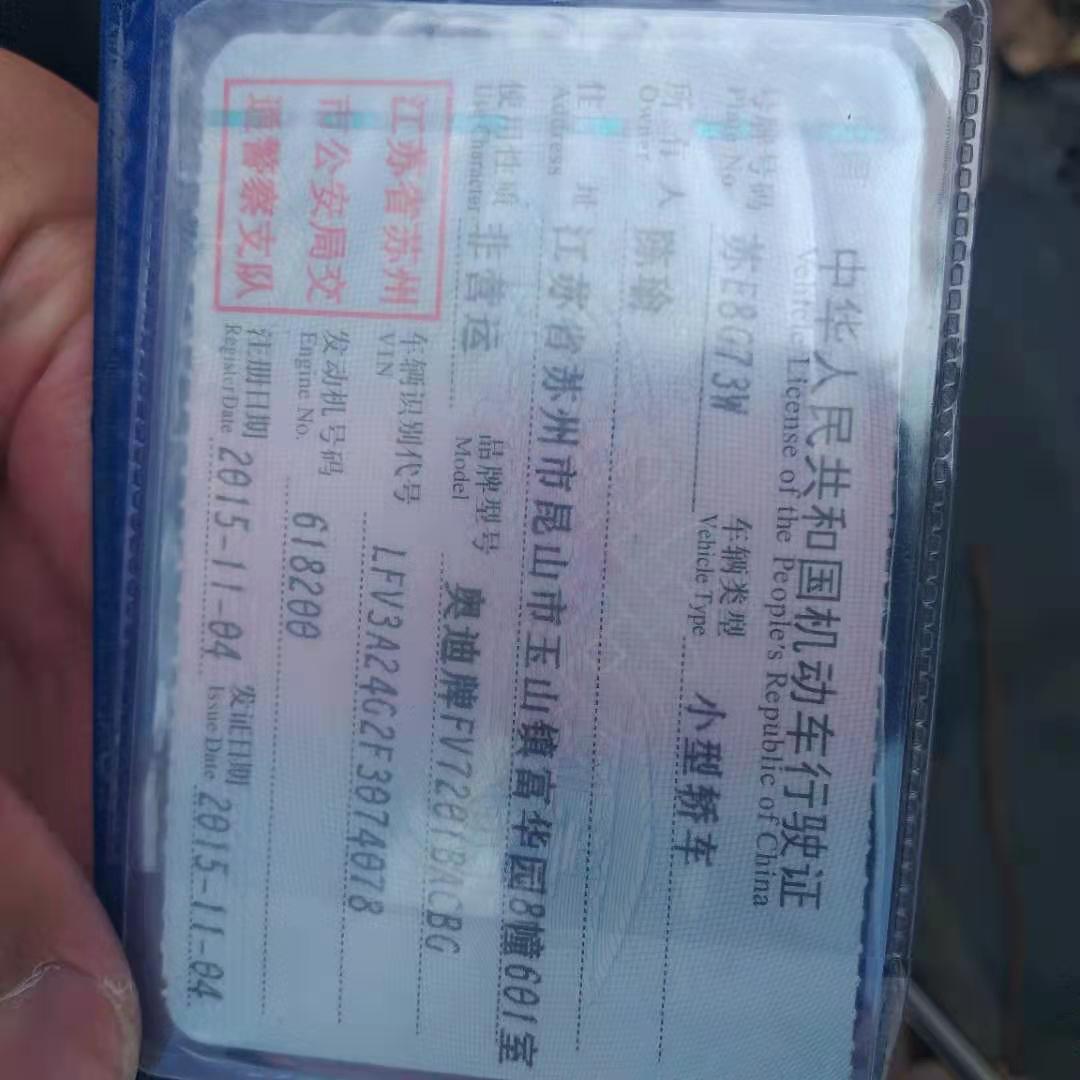 中华人民共和国机动车行驶证
Vehicle License of the People's Republic of China
号牌号码 苏E8G73W 车辆类型 小型轿车
Plate No. Vehicle Type
所有人 陈瑜
Owner
住址 江苏省苏州市昆山市玉山镇富华园8幢601室
Address
使用性质 非营运 品牌型号 奥迪牌FV7201BACBG
Use Character Model
江苏省苏州
市公安局交
通警察支队
车辆识别代号 LFV3A24G2F3074078
VIN
发动机号码 618200
Engine No.
注册日期 2015-11-04 发证日期 2015-11-04
Register Date Issue Date